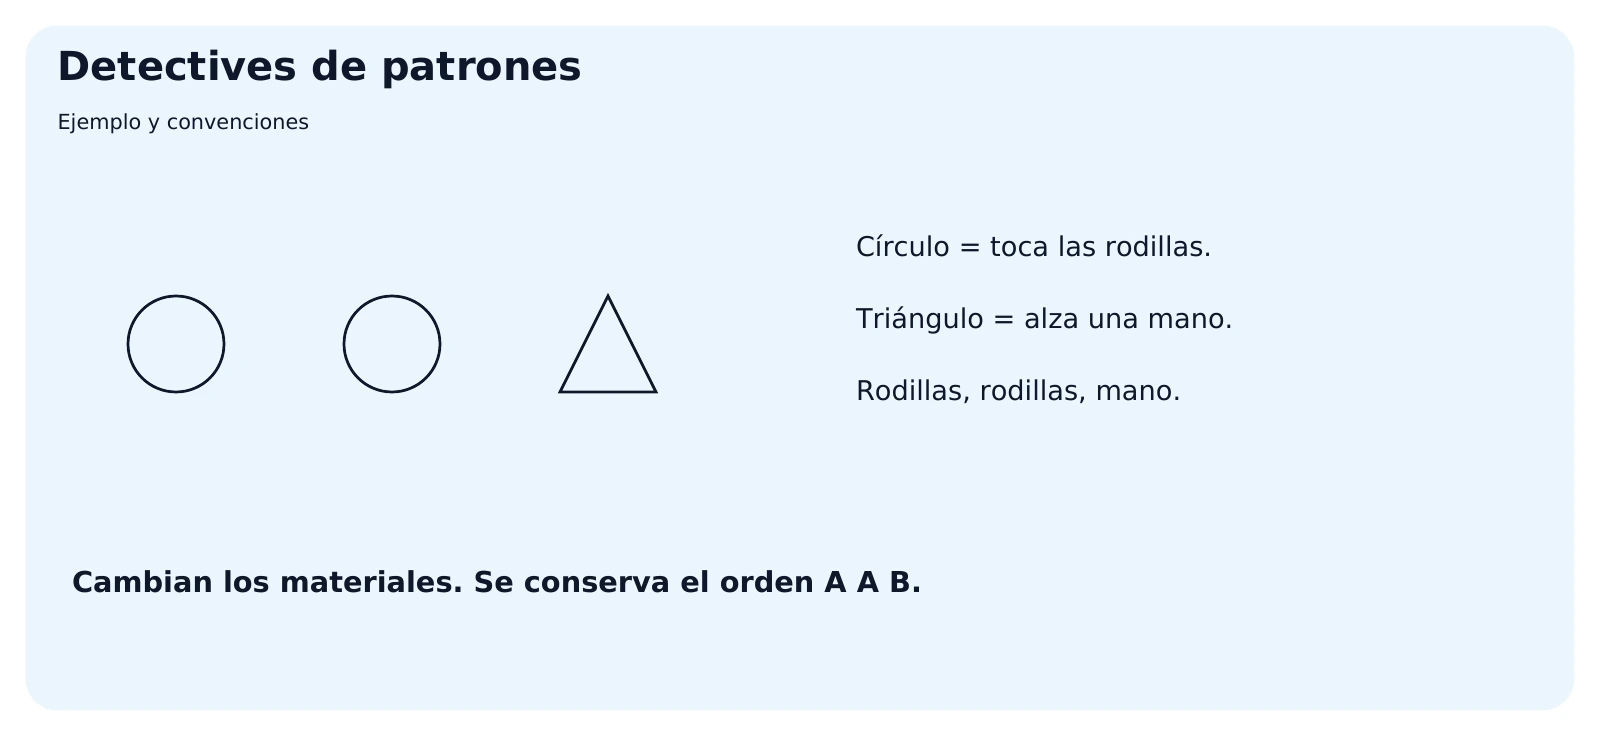 Detectives de patrones
Ejemplo y convenciones
Círculo = toca las rodillas.
Triángulo = alza una mano.
Rodillas, rodillas, mano.
Cambian los materiales. Se conserva el orden A A B.